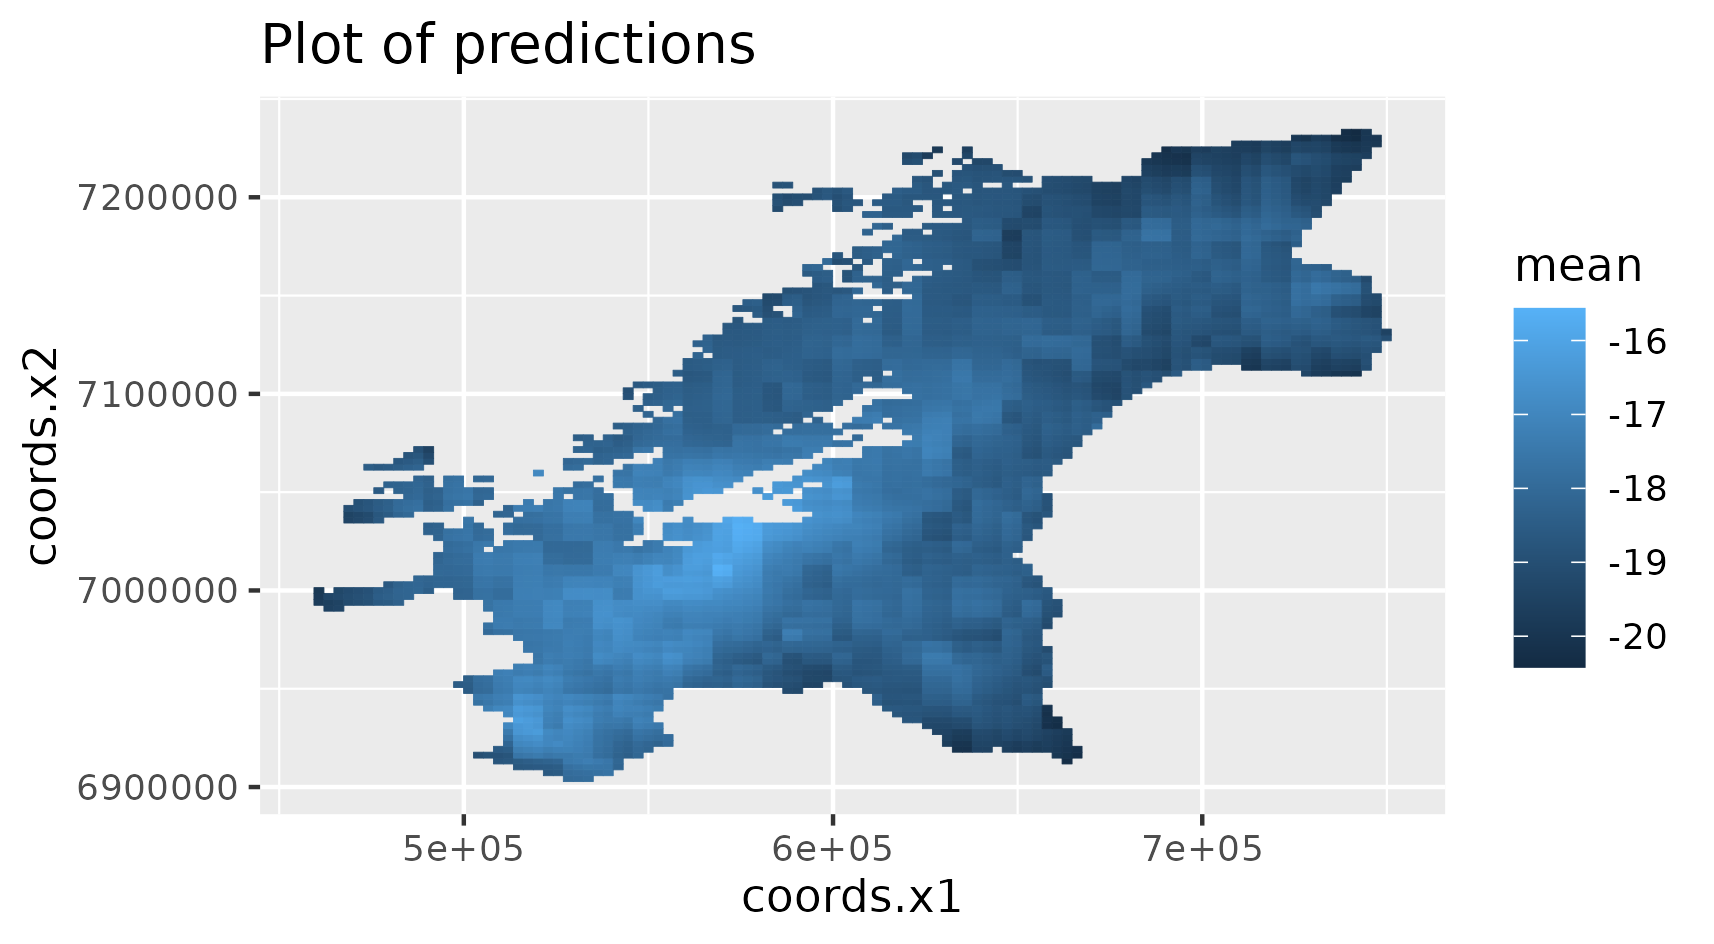 Plot of predictions
7200000
7100000
7000000
6900000
coords.x2
5e+05
6e+05
7e+05
coords.x1
mean
-16
-17
-18
-19
-20